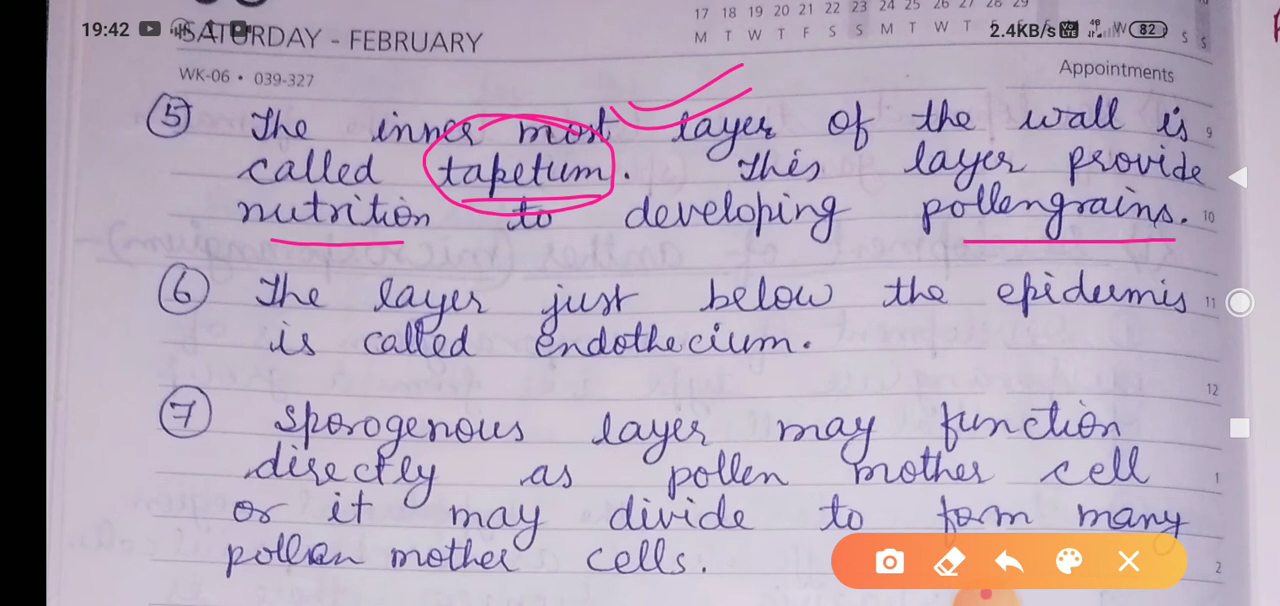 17 18 19 20 21 22 23 24 25 26 27 28 29
M T W T F S S M T W T
S S
19:42
2.4KB/s
82
SATURDAY - FEBRUARY
WK-06 • 039-327
Appointments
5 The inner most layer of the wall is
9
called tapetum. This layer provide
nutrition to developing pollengrains.
10
6 The layer just below the epidermis
11
is called endothecium.
12
7 Sporogenous layer may function
directly as pollen mother cell
1
or it may divide to form many
pollen mother cells.
2